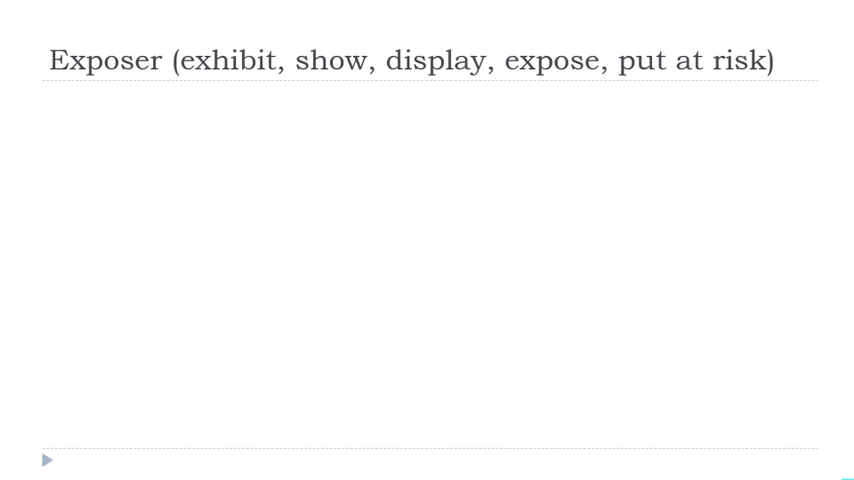 Exposer (exhibit, show, display, expose, put at risk)